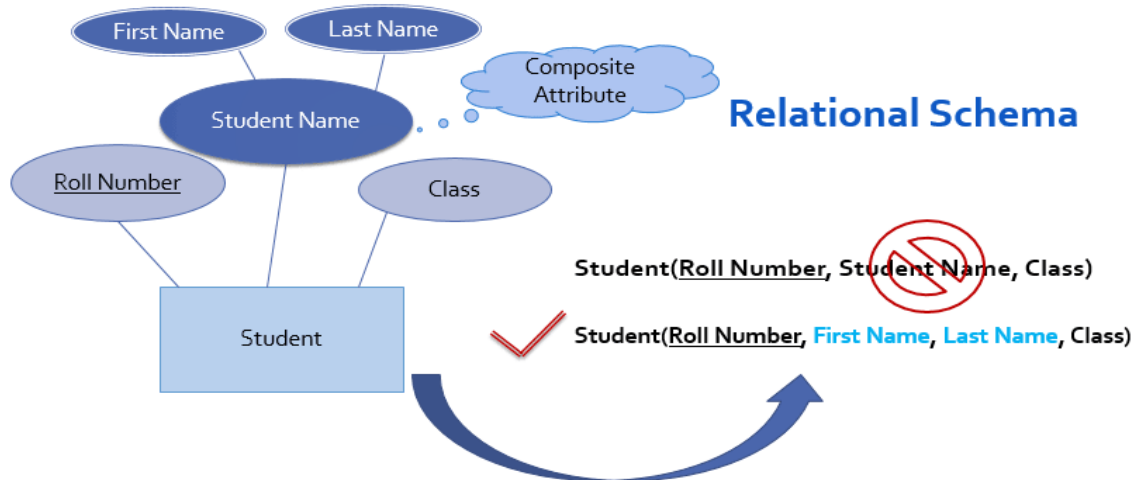 First Name
Last Name
Composite
Attribute
Student Name
Relational Schema
Roll Number
Class
Student(Roll Number, Student Name, Class)
Student
Student(Roll Number, First Name, Last Name, Class)